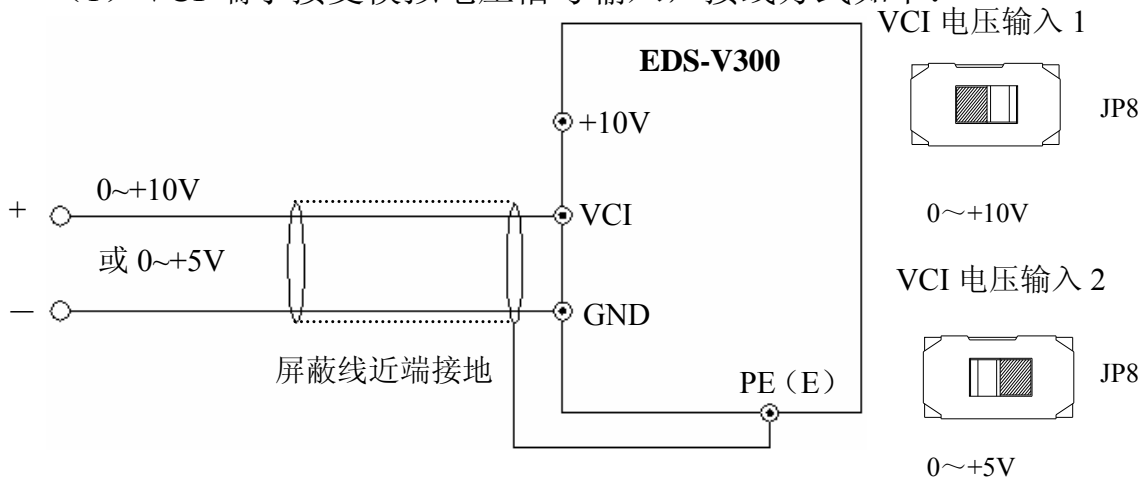 VCI 电压输入 1
EDS-V300
+10V
JP8
0~+10V
+
VCI
0～+10V
或 0~+5V
VCI 电压输入 2
－
GND
屏蔽线近端接地
PE（E）
JP8
0～+5V